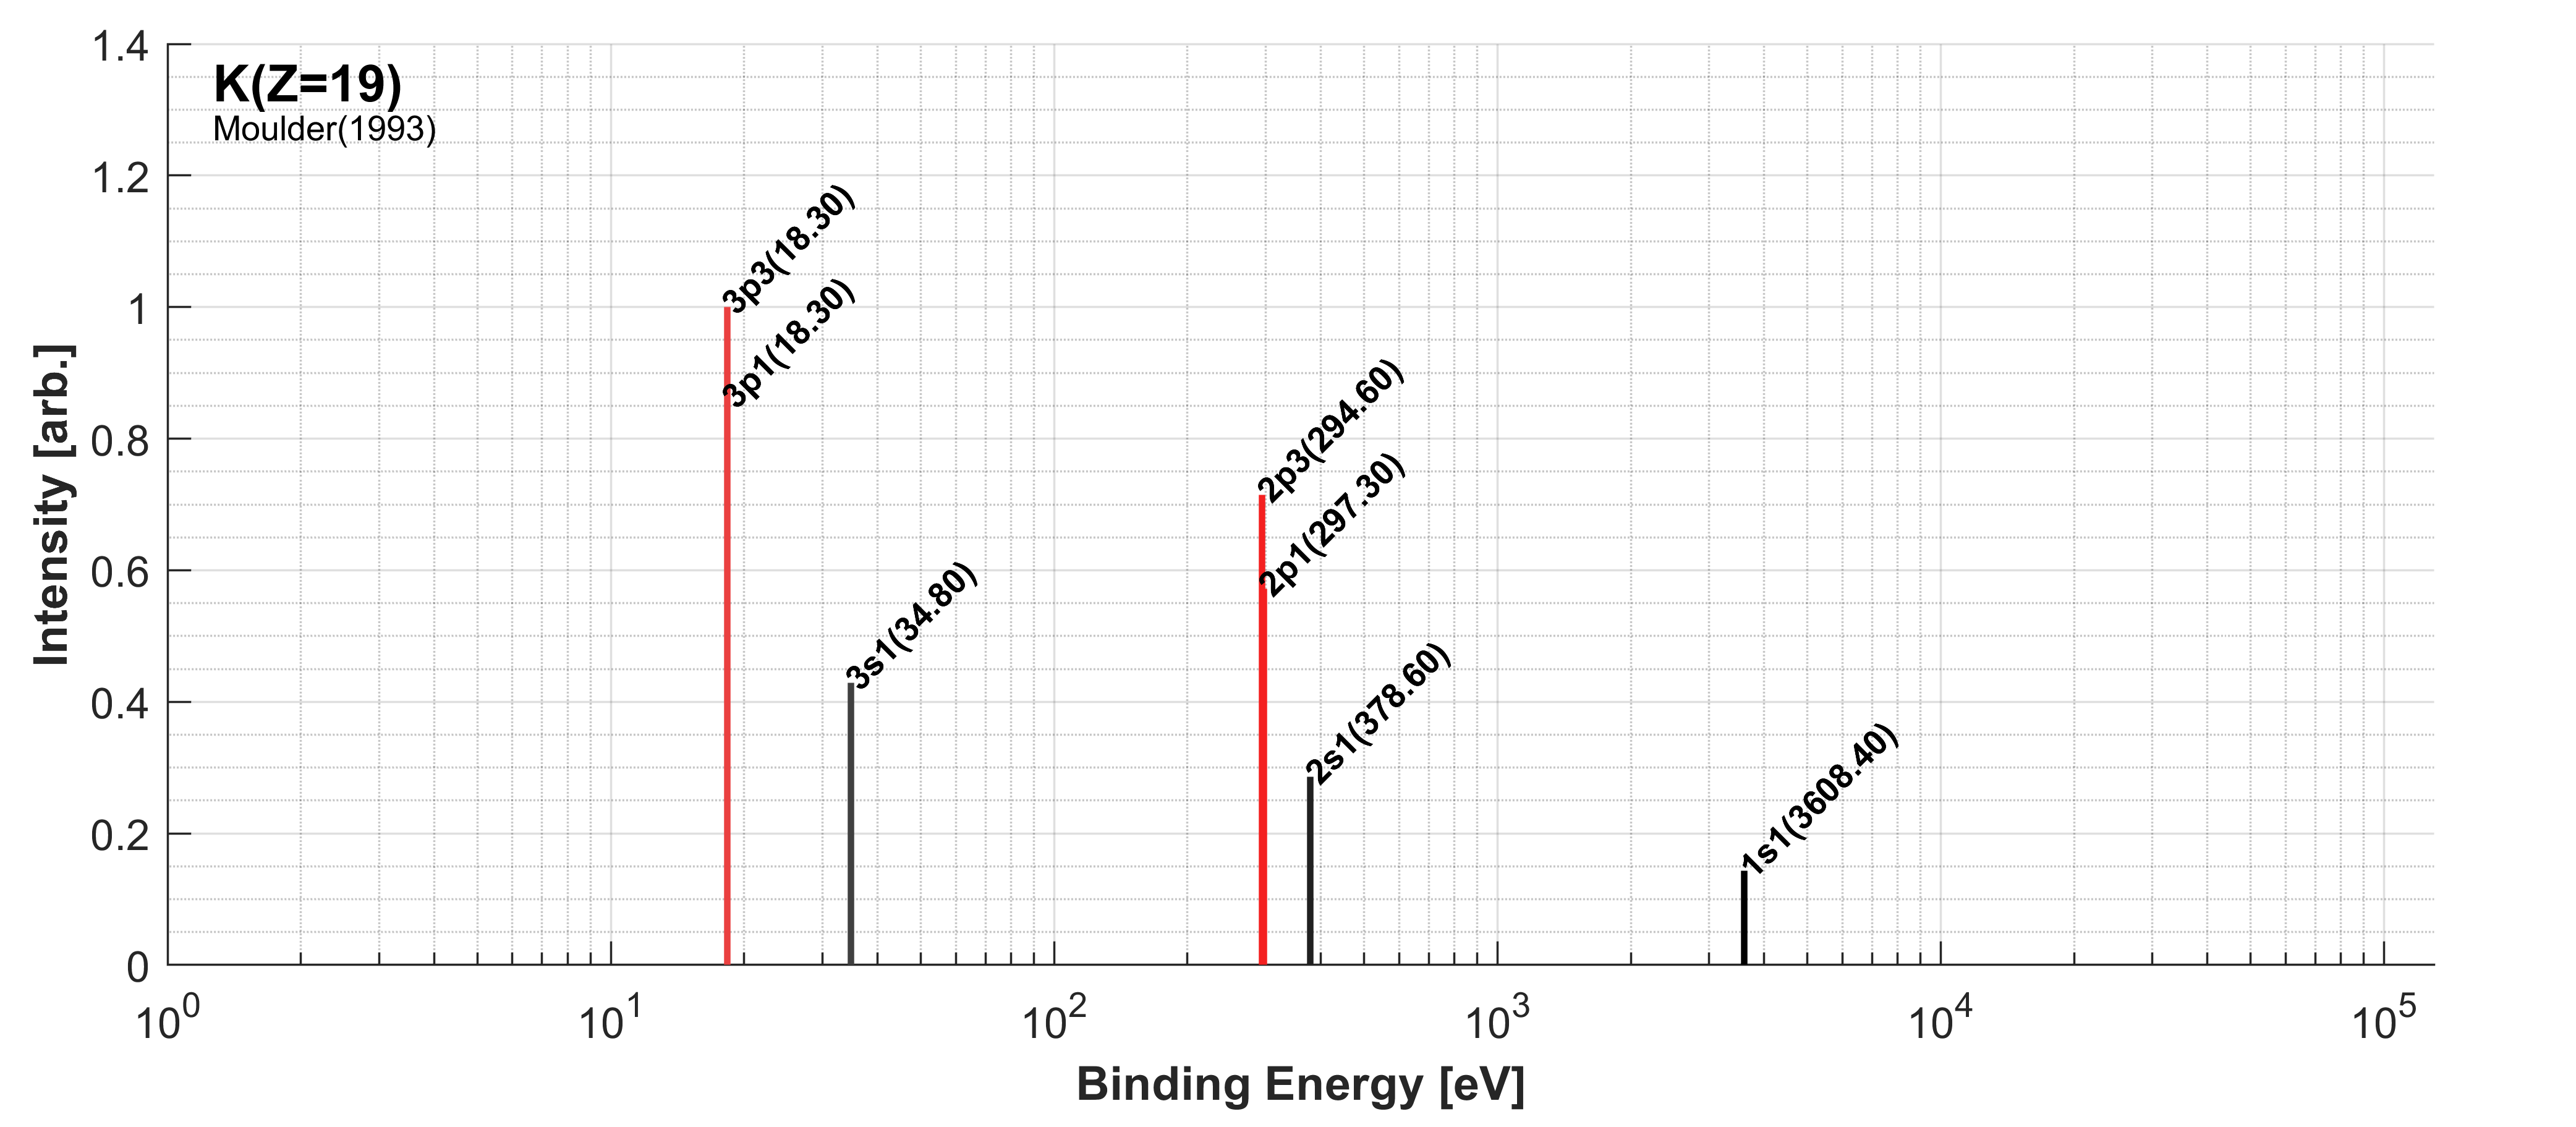 K(Z=19)
Moulder(1993)
Intensity [arb.]
1.4
1.2
1
0.8
0.6
0.4
0.2
0
3p3(18.30)
3p1(18.30)
3s1(34.80)
2p3(294.60)
2p1(297.30)
2s1(378.60)
1s1(3608.40)
10^0 10^1 10^2 10^3 10^4 10^5
Binding Energy [eV]